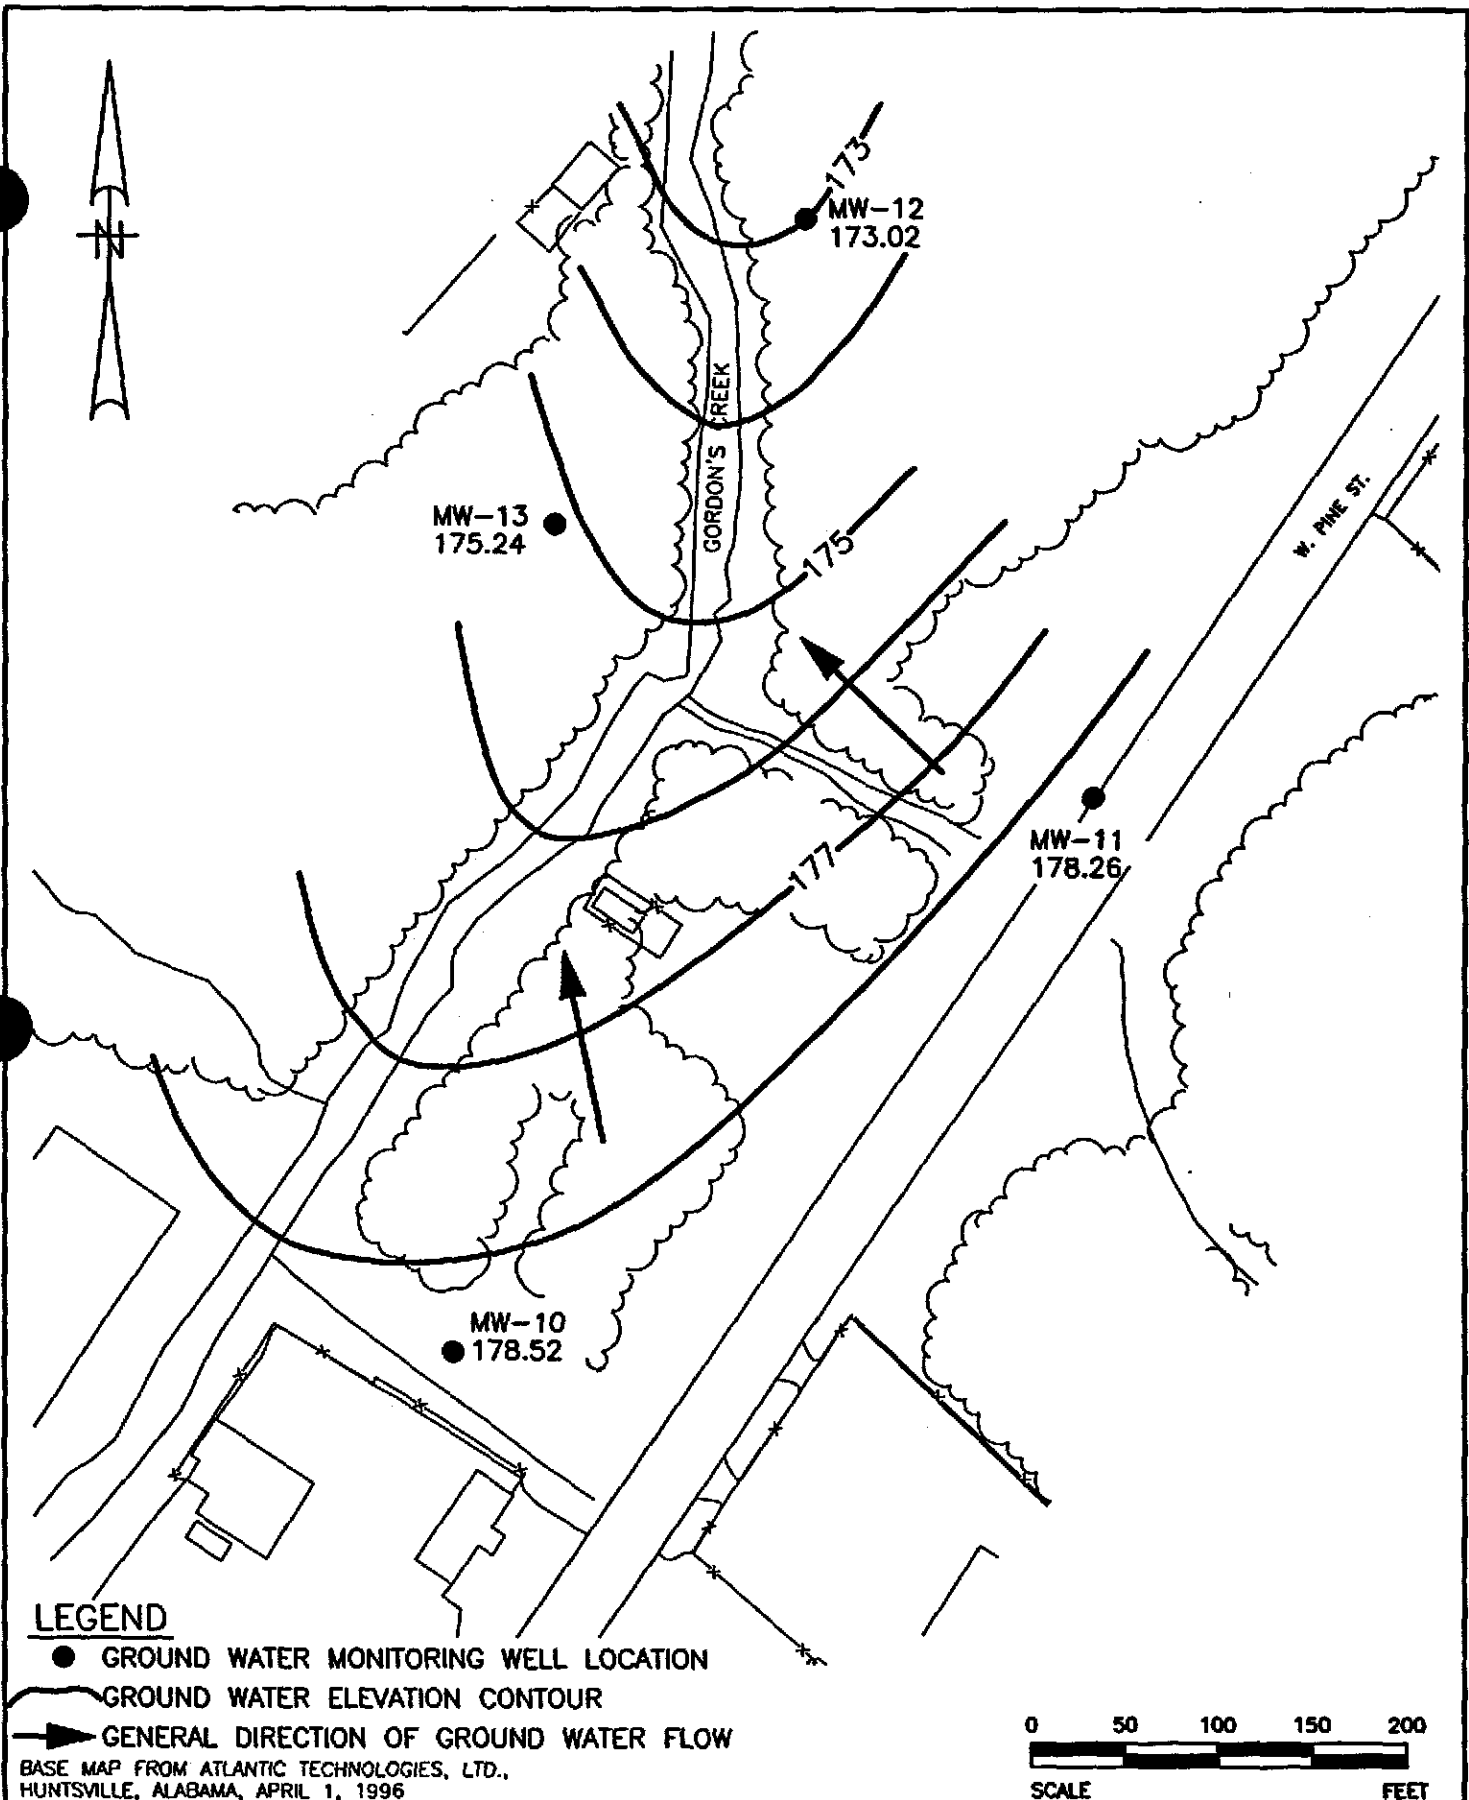 N
173
MW-12
173.02
GORDON'S CREEK
W. PINE ST.
MW-13
175.24
175
MW-11
178.26
177
MW-10
178.52
LEGEND
GROUND WATER MONITORING WELL LOCATION
GROUND WATER ELEVATION CONTOUR
GENERAL DIRECTION OF GROUND WATER FLOW
BASE MAP FROM ATLANTIC TECHNOLOGIES, LTD.,
HUNTSVILLE, ALABAMA, APRIL 1, 1996
0 50 100 150 200
SCALE FEET